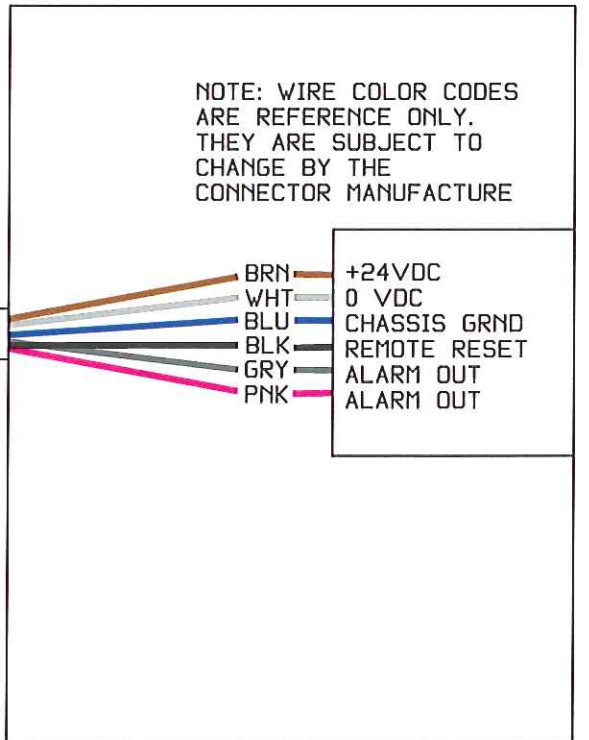 NOTE: WIRE COLOR CODES
ARE REFERENCE ONLY.
THEY ARE SUBJECT TO
CHANGE BY THE
CONNECTOR MANUFACTURE
BRN +24VDC
WHT 0 VDC
BLU CHASSIS GRND
BLK REMOTE RESET
GRY ALARM OUT
PNK ALARM OUT